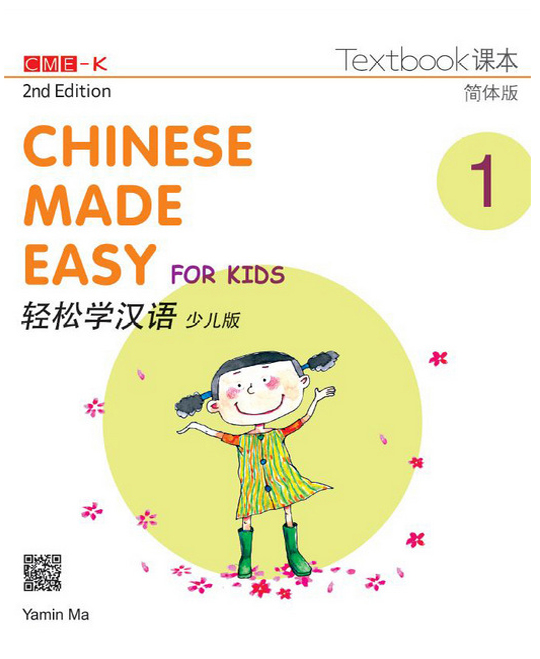 CME-K
Textbook课本
2nd Edition
简体版
CHINESE
MADE
EASY FOR KIDS
轻松学汉语 少儿版
1
Yamin Ma